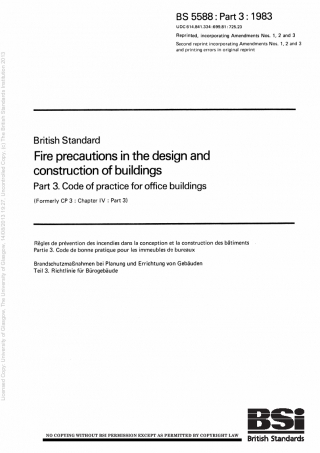 BS 5588 : Part 3 : 1983
UDC 614.841.334 : 699.81 : 725.23
Reprinted, incorporating Amendments Nos. 1, 2 and 3
Second reprint incorporating Amendments Nos. 1, 2 and 3
and printing errors in original reprint
British Standard
Fire precautions in the design and
construction of buildings
Part 3. Code of practice for office buildings
(Formerly CP 3 : Chapter IV : Part 3)
Règles de prévention des incendies dans la conception et la construction des bâtiments
Partie 3. Code de bonne pratique pour les immeubles de bureaux
Brandschutzmaßnahmen bei Planung und Errichtung von Gebäuden
Teil 3. Richtlinie für Bürogebäude
BSi
British Standards
NO COPYING WITHOUT BSI PERMISSION EXCEPT AS PERMITTED BY COPYRIGHT LAW
Licensed Copy: University of Glasgow, The University of Glasgow, 14/09/2013 10:21, Uncontrolled Copy, (c) The British Standards Institution 2013